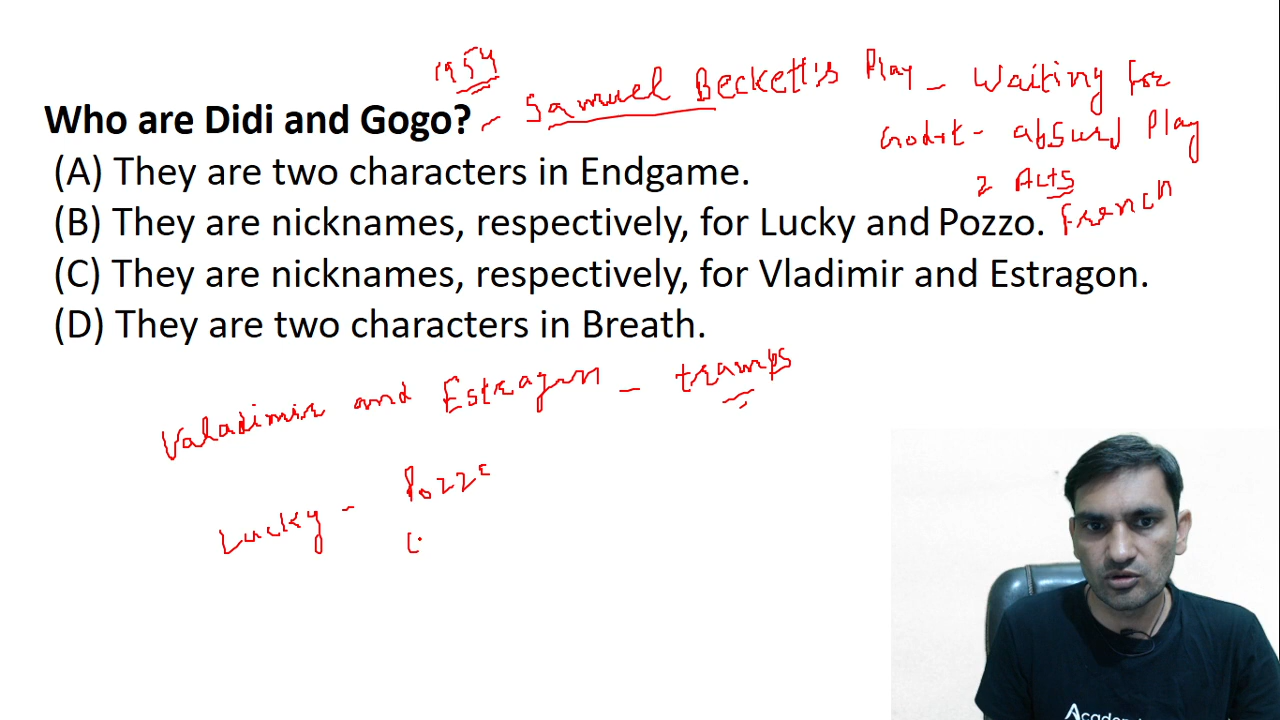 1954
Samuel Beckett's Play - Waiting For
Who are Didi and Gogo? -
Godot - absurd Play
(A) They are two characters in Endgame.
2 Acts
(B) They are nicknames, respectively, for Lucky and Pozzo.
French
(C) They are nicknames, respectively, for Vladimir and Estragon.
(D) They are two characters in Breath.
Valadimir and Estragon - tramps
Lucky - Pozzo